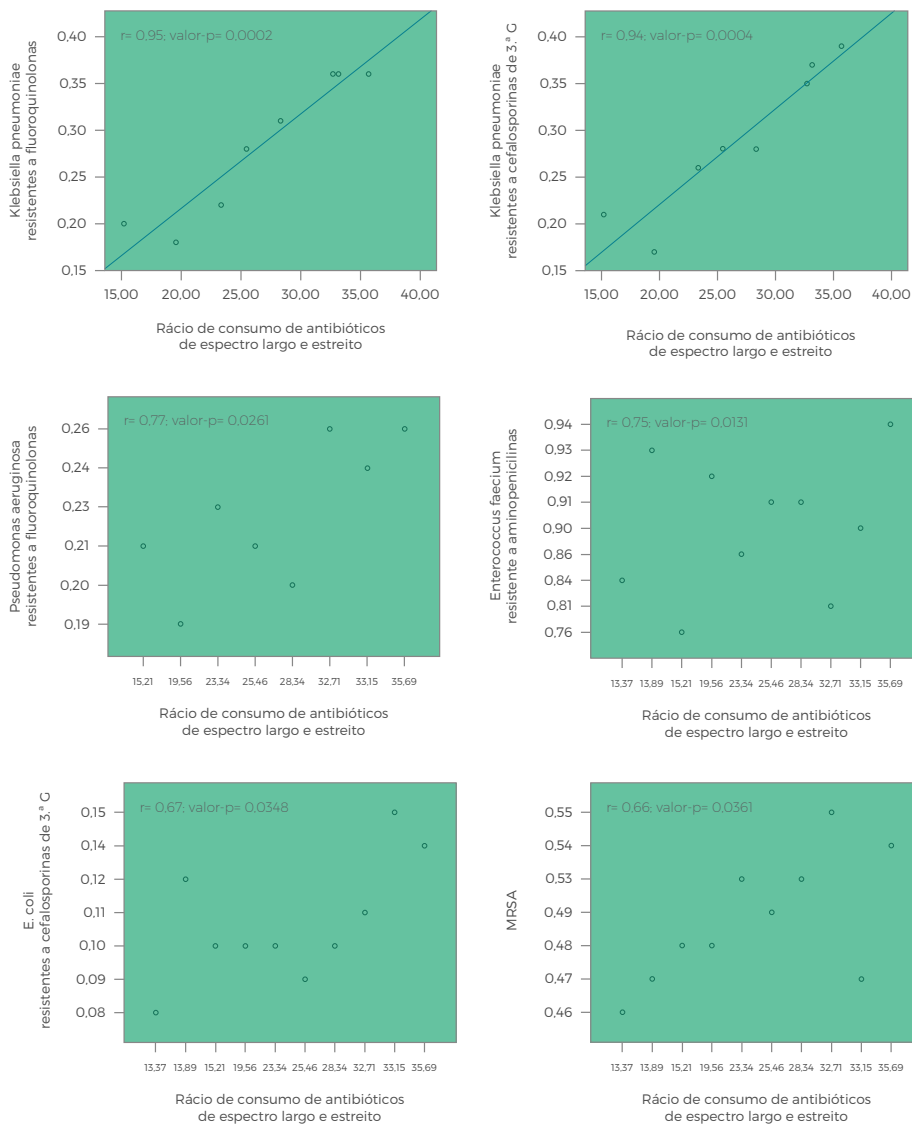 r= 0,95; valor-p= 0,0002
Klebsiella pneumoniae
resistentes a fluoroquinolonas
0,40
0,35
0,30
0,25
0,20
0,15
15,00 20,00 25,00 30,00 35,00 40,00
Rácio de consumo de antibióticos
de espectro largo e estreito
r= 0,94; valor-p= 0,0004
Klebsiella pneumoniae
resistentes a cefalosporinas de 3.ª G
0,40
0,35
0,30
0,25
0,20
0,15
15,00 20,00 25,00 30,00 35,00 40,00
Rácio de consumo de antibióticos
de espectro largo e estreito
r= 0,77; valor-p= 0,0261
Pseudomonas aeruginosa
resistentes a fluoroquinolonas
0,26
0,24
0,23
0,21
0,20
0,19
15,21 19,56 23,34 25,46 28,34 32,71 33,15 35,69
Rácio de consumo de antibióticos
de espectro largo e estreito
r= 0,75; valor-p= 0,0131
Enterococcus faecium
resistente a aminopenicilinas
0,94
0,93
0,92
0,91
0,90
0,86
0,84
0,81
0,76
13,37 13,89 15,21 19,56 23,34 25,46 28,34 32,71 33,15 35,69
Rácio de consumo de antibióticos
de espectro largo e estreito
r= 0,67; valor-p= 0,0348
E. coli
resistentes a cefalosporinas de 3.ª G
0,15
0,14
0,12
0,11
0,10
0,09
0,08
13,37 13,89 15,21 19,56 23,34 25,46 28,34 32,71 33,15 35,69
Rácio de consumo de antibióticos
de espectro largo e estreito
r= 0,66; valor-p= 0,0361
MRSA
0,55
0,54
0,53
0,49
0,48
0,47
0,46
13,37 13,89 15,21 19,56 23,34 25,46 28,34 32,71 33,15 35,69
Rácio de consumo de antibióticos
de espectro largo e estreito